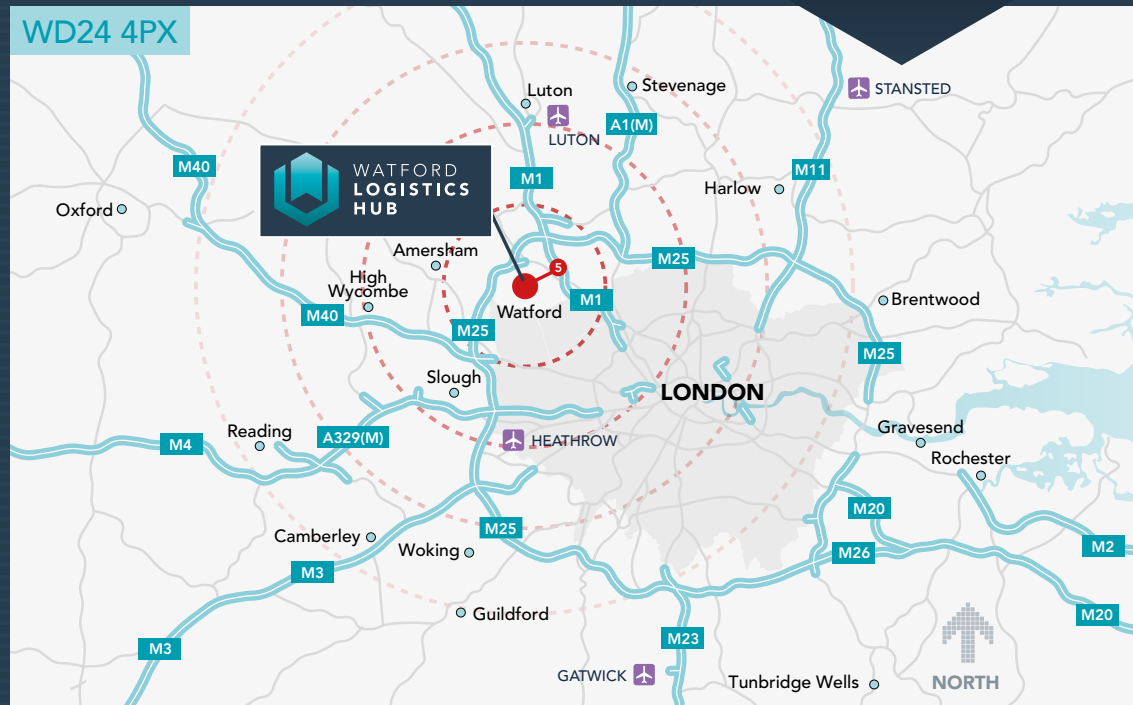 WD24 4PX
Luton
Stevenage
STANSTED
LUTON
A1(M)
M40
M1
M11
WATFORD
LOGISTICS
HUB
Harlow
Oxford
Amersham
M25
5
High
Wycombe
M1
Brentwood
Watford
M40
M25
M25
Slough
LONDON
Reading
A329(M)
M4
HEATHROW
Gravesend
Rochester
M20
M25
Camberley
Woking
M26
M2
M3
Guildford
M20
M23
M3
GATWICK
Tunbridge Wells
NORTH